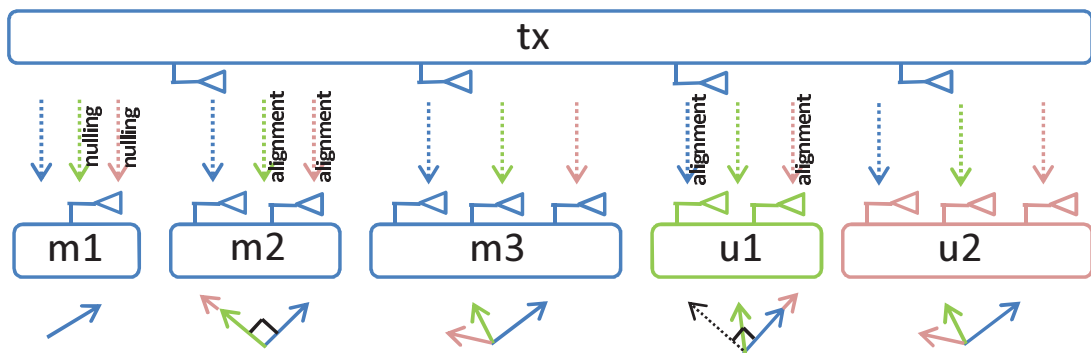 tx
nulling
nulling
alignment
alignment
alignment
alignment
m1
m2
m3
u1
u2